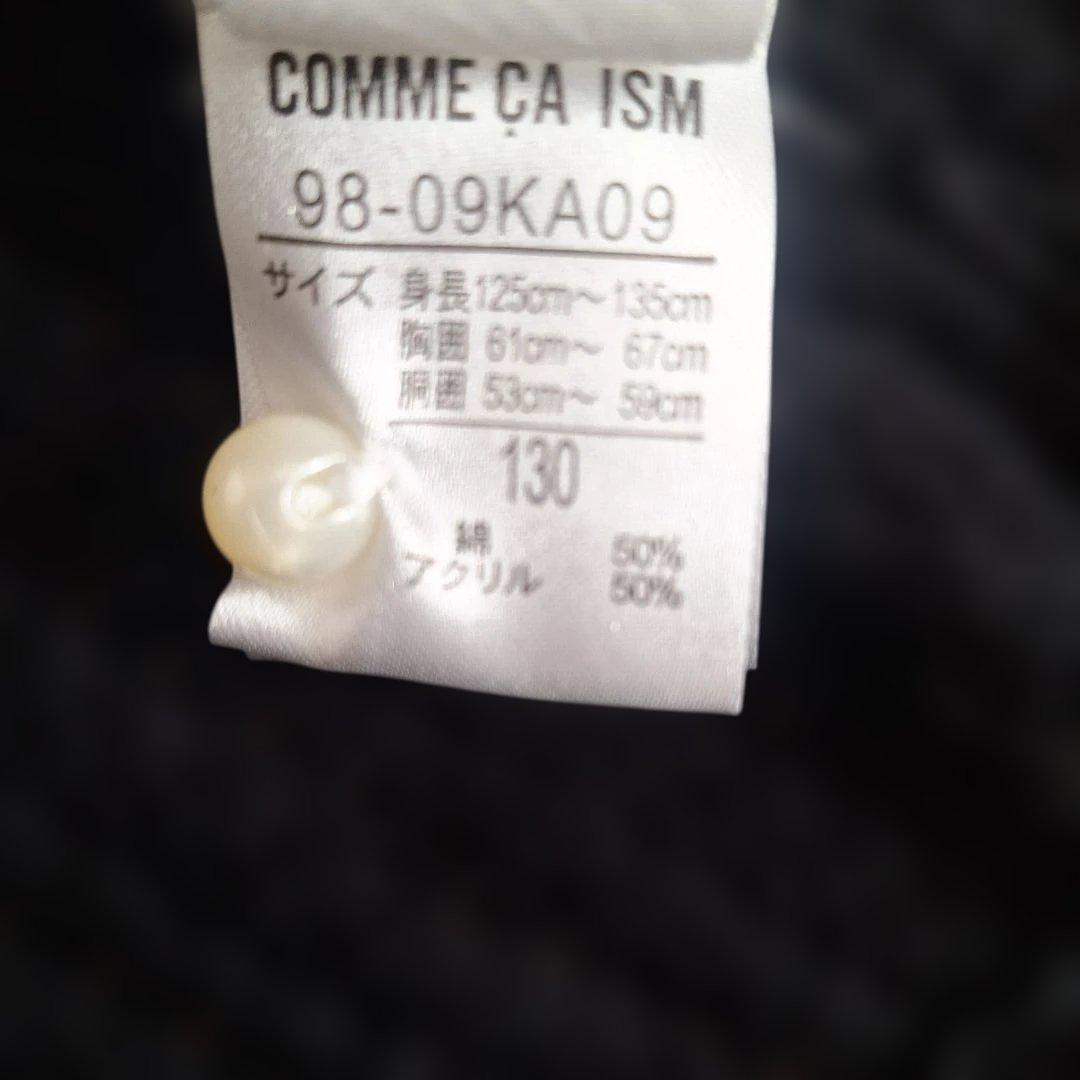 COMME ÇA ISM
98-09KA09
サイズ 身長125cm～135cm
胸囲 61cm～ 67cm
胴囲 53cm～ 59cm
130
綿 50%
アクリル 50%